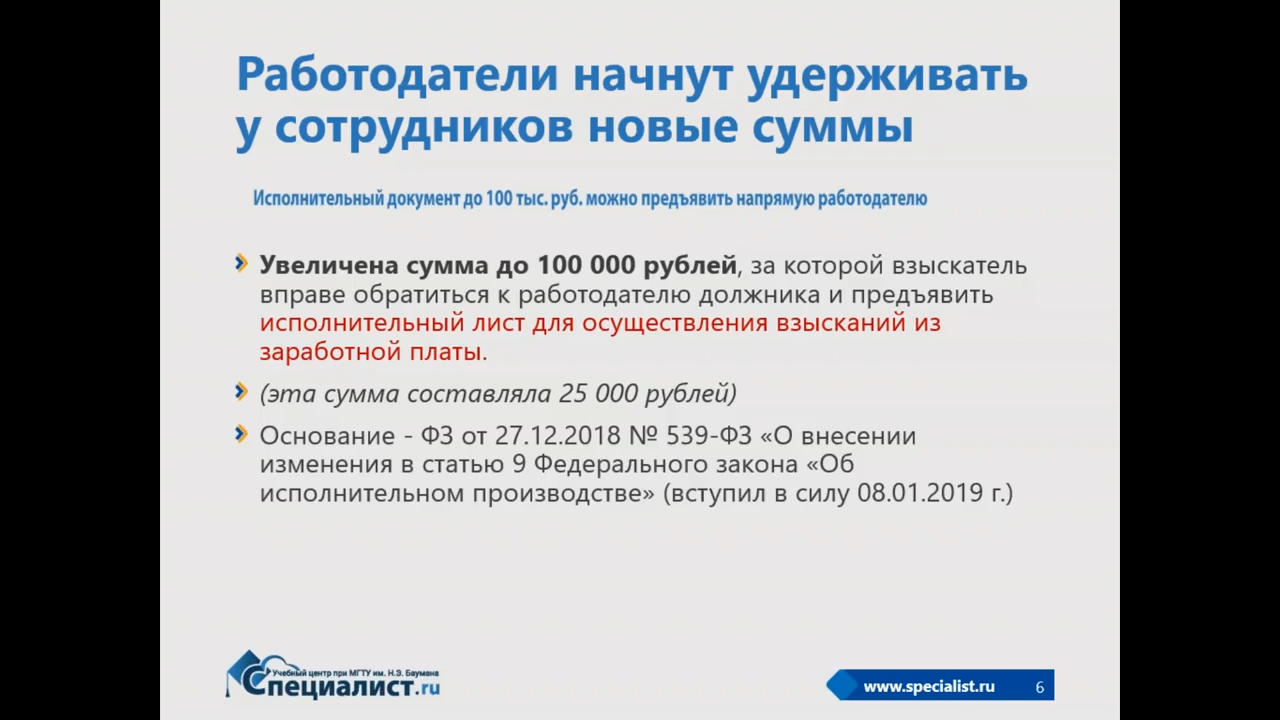 Работодатели начнут удерживать
у сотрудников новые суммы
Исполнительный документ до 100 тыс. руб. можно предъявить напрямую работодателю
Увеличена сумма до 100 000 рублей, за которой взыскатель
вправе обратиться к работодателю должника и предъявить
исполнительный лист для осуществления взысканий из
заработной платы.
(эта сумма составляла 25 000 рублей)
Основание - ФЗ от 27.12.2018 № 539-ФЗ «О внесении
изменения в статью 9 Федерального закона «Об
исполнительном производстве» (вступил в силу 08.01.2019 г.)
Учебный центр при МГТУ им. Н.Э. Баумана
Специалист.ru
www.specialist.ru 6